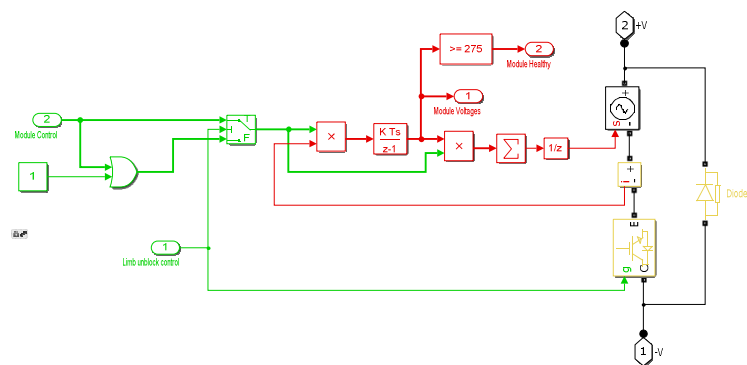 2
+V
>= 275
2
Module Healthy
1
Module Voltages
2
Module Control
T
F
K Ts
z-1
×
×
Σ
1/z
s
+
-
1
+
-
i
Diode
1
Limb unblock control
E
g
C
1
-V